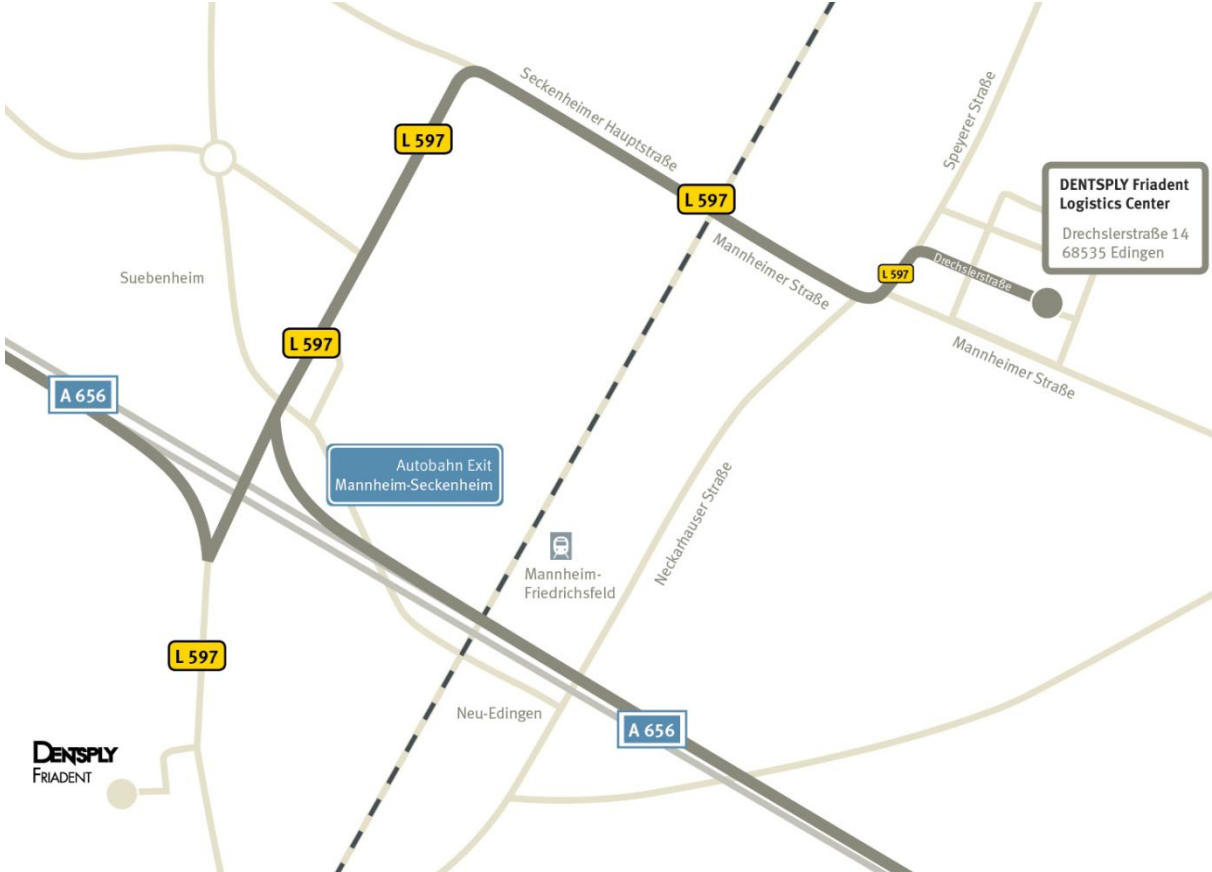 L 597
Seckenheimer Hauptstraße
L 597
Speyerer Straße
DENTSPLY Friadent
Logistics Center
Drechslerstraße 14
68535 Edingen
Mannheimer Straße
L 597
Drechslerstraße
Mannheimer Straße
Suebenheim
L 597
A 656
Autobahn Exit
Mannheim-Seckenheim
Neckarhauser Straße
Mannheim-
Friedrichsfeld
L 597
Neu-Edingen
A 656
DENTSPLY
FRIADENT